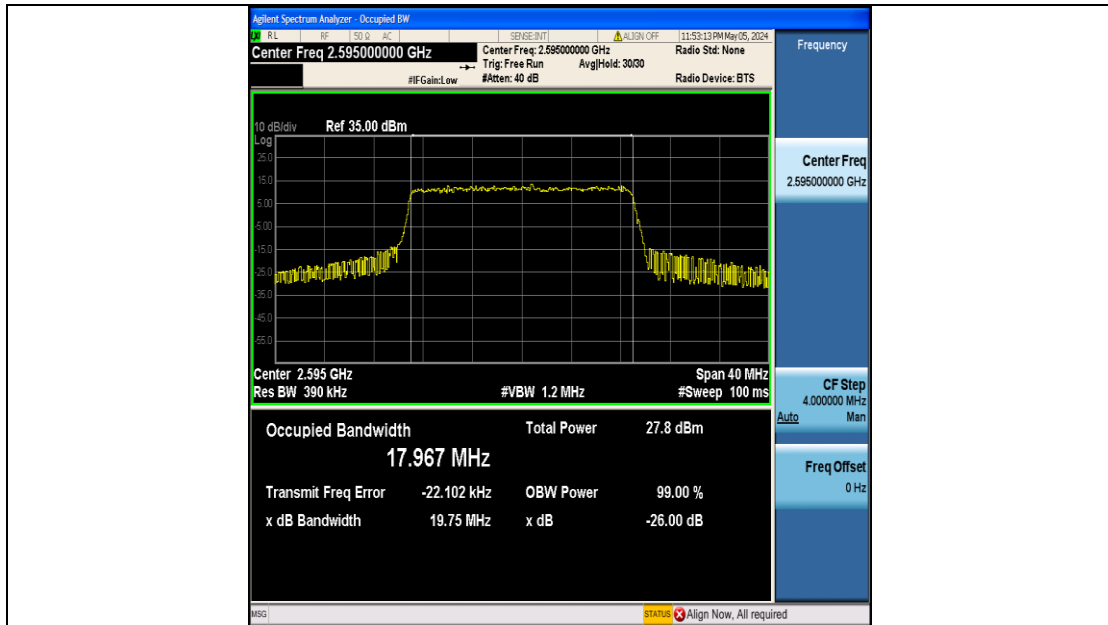 Agilent Spectrum Analyzer - Occupied BW
RL RF 50 Ω AC SENSE:INT ALIGN OFF 11:53:13 PM May 05, 2024
Center Freq 2.595000000 GHz
Center Freq: 2.595000000 GHz
Radio Std: None
Trig: Free Run Avg|Hold: 30/30
#IFGain:Low
#Atten: 40 dB
Radio Device: BTS
10 dB/div Ref 35.00 dBm
Log
25.0
15.0
5.00
-5.00
-15.0
-25.0
-35.0
-45.0
-55.0
Center 2.595 GHz Span 40 MHz
Res BW 390 kHz #VBW 1.2 MHz #Sweep 100 ms
Occupied Bandwidth Total Power 27.8 dBm
17.967 MHz
Transmit Freq Error -22.102 kHz OBW Power 99.00 %
x dB Bandwidth 19.75 MHz x dB -26.00 dB
MSG STATUS Align Now, All required
Frequency
Center Freq
2.595000000 GHz
CF Step
4.000000 MHz
Auto Man
Freq Offset
0 Hz